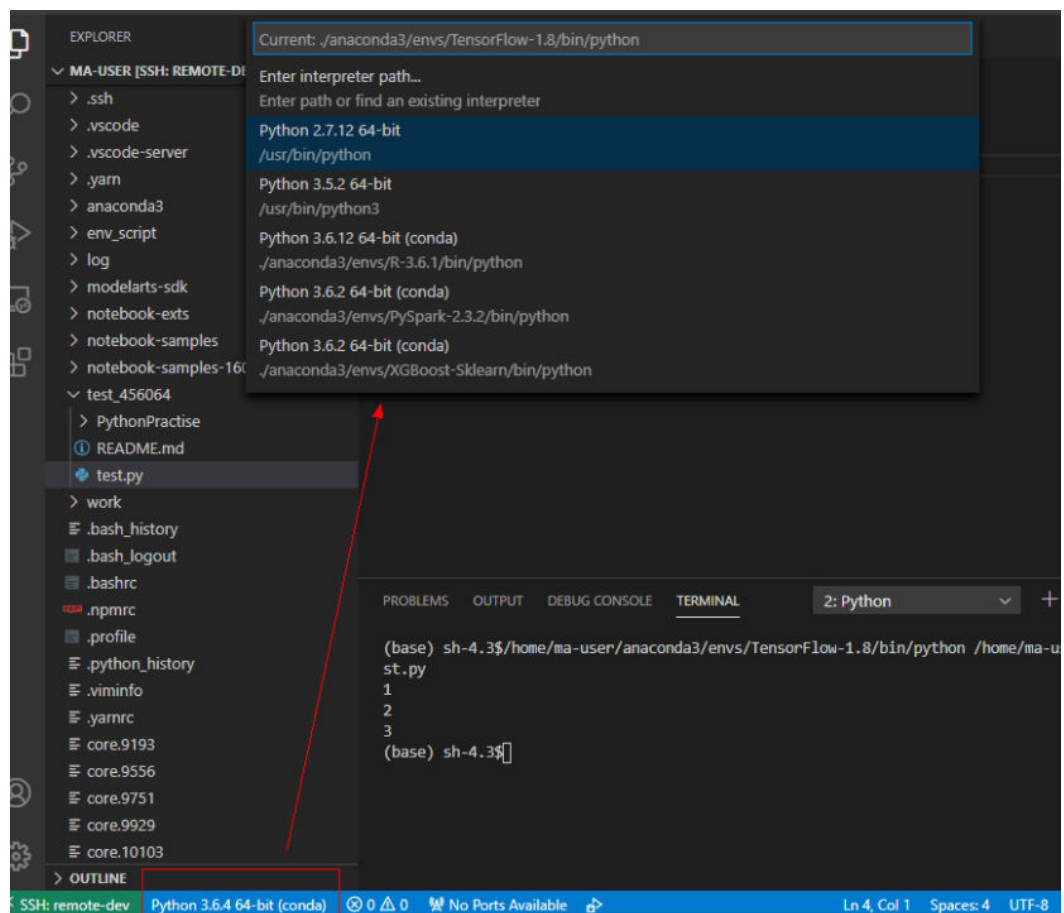 EXPLORER
MA-USER [SSH: REMOTE-DE
.ssh
.vscode
.vscode-server
.yarn
anaconda3
env_script
log
modelarts-sdk
notebook-exts
notebook-samples
notebook-samples-160
test_456064
PythonPractise
README.md
test.py
work
.bash_history
.bash_logout
.bashrc
.npmrc
.profile
.python_history
.viminfo
.yarnrc
core.9193
core.9556
core.9751
core.9929
core.10103
OUTLINE
Current: ./anaconda3/envs/TensorFlow-1.8/bin/python
Enter interpreter path...
Enter path or find an existing interpreter
Python 2.7.12 64-bit
/usr/bin/python
Python 3.5.2 64-bit
/usr/bin/python3
Python 3.6.12 64-bit (conda)
./anaconda3/envs/R-3.6.1/bin/python
Python 3.6.2 64-bit (conda)
./anaconda3/envs/PySpark-2.3.2/bin/python
Python 3.6.2 64-bit (conda)
./anaconda3/envs/XGBoost-Sklearn/bin/python
PROBLEMS OUTPUT DEBUG CONSOLE TERMINAL 2: Python
(base) sh-4.3$/home/ma-user/anaconda3/envs/TensorFlow-1.8/bin/python /home/ma-u
st.py
1
2
3
(base) sh-4.3$
SSH: remote-dev Python 3.6.4 64-bit (conda) 0 0 No Ports Available Ln 4, Col 1 Spaces: 4 UTF-8